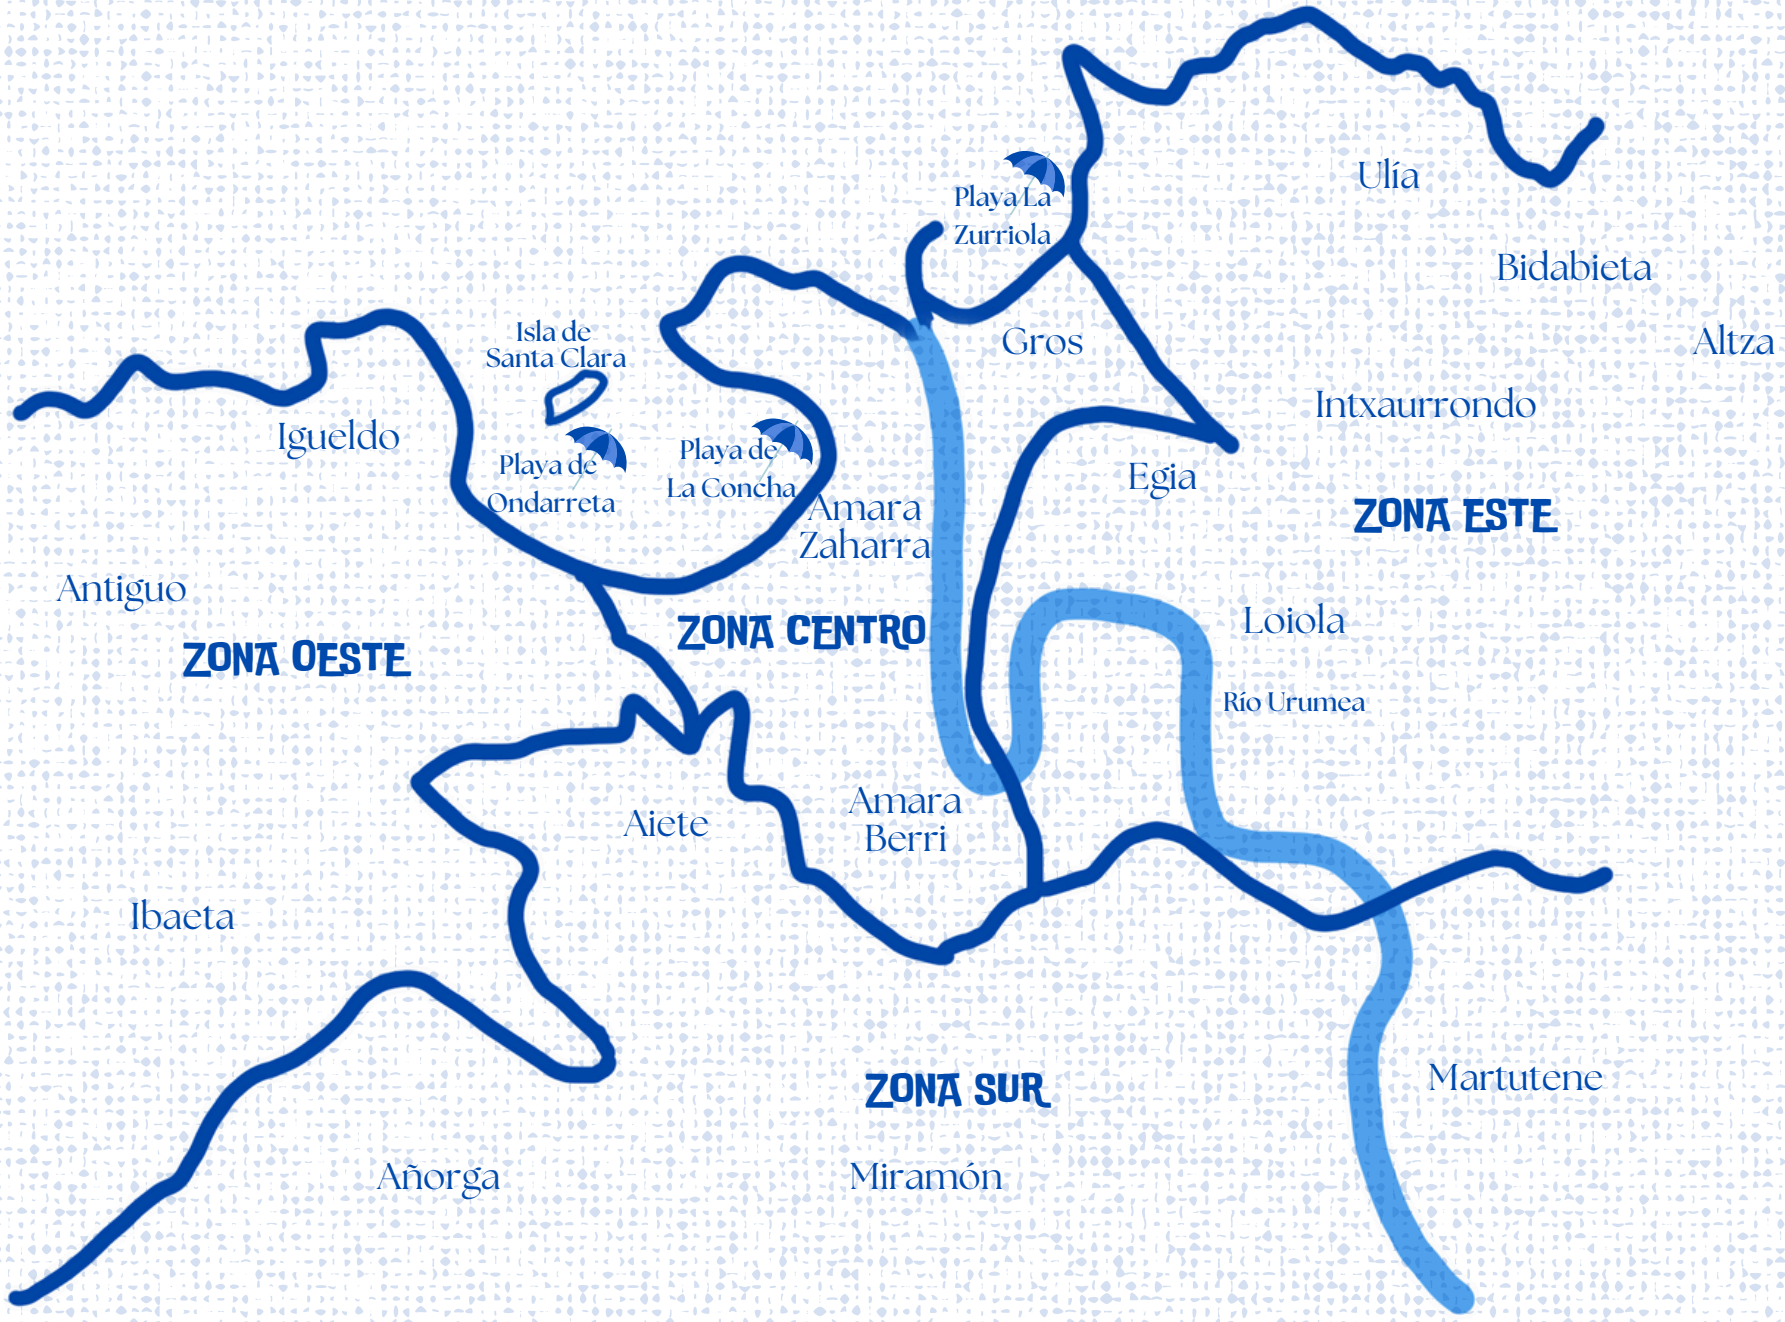 Ulía
Playa La
Zurriola
Bidabieta
Isla de
Santa Clara
Gros
Altza
Intxaurrondo
Igueldo
Playa de
Ondarreta
Playa de
La Concha
Egia
Amara
Zaharra
ZONA ESTE
Antiguo
Loiola
ZONA CENTRO
ZONA OESTE
Río Urumea
Amara
Berri
Aiete
Ibaeta
Martutene
ZONA SUR
Añorga
Miramón